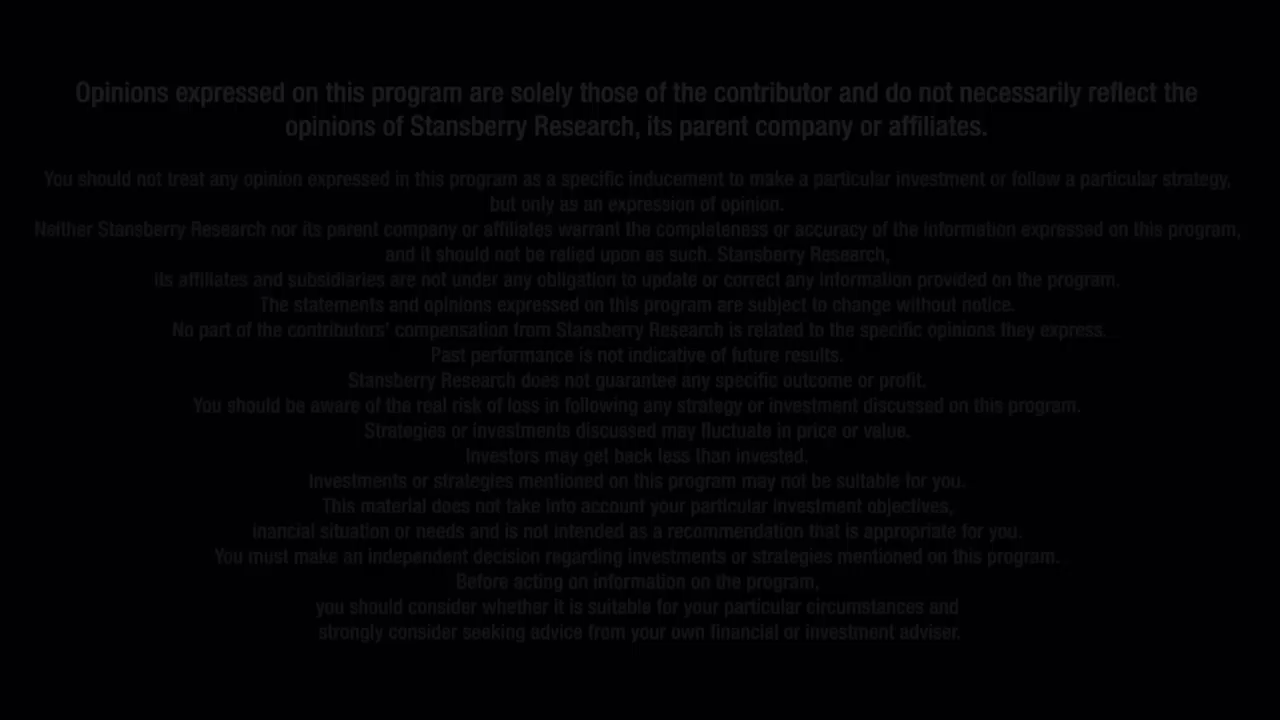 Opinions expressed on this program are solely those of the contributor and do not necessarily reflect the
opinions of Stansberry Research, its parent company or affiliates.
You should not treat any opinion expressed in this program as a specific inducement to make a particular investment or follow a particular strategy,
but only as an expression of opinion.
Neither Stansberry Research nor its parent company or affiliates warrant the completeness or accuracy of the information expressed on this program,
and it should not be relied upon as such. Stansberry Research,
its affiliates and subsidiaries are not under any obligation to update or correct any information provided on the program.
The statements and opinions expressed on this program are subject to change without notice.
No part of the contributors' compensation from Stansberry Research is related to the specific opinions they express.
Past performance is not indicative of future results.
Stansberry Research does not guarantee any specific outcome or profit.
You should be aware of the real risk of loss in following any strategy or investment discussed on this program.
Strategies or investments discussed may fluctuate in price or value.
Investors may get back less than invested.
Investments or strategies mentioned on this program may not be suitable for you.
This material does not take into account your particular investment objectives,
inancial situation or needs and is not intended as a recommendation that is appropriate for you.
You must make an independent decision regarding investments or strategies mentioned on this program.
Before acting on information on the program,
you should consider whether it is suitable for your particular circumstances and
strongly consider seeking advice from your own financial or investment adviser.